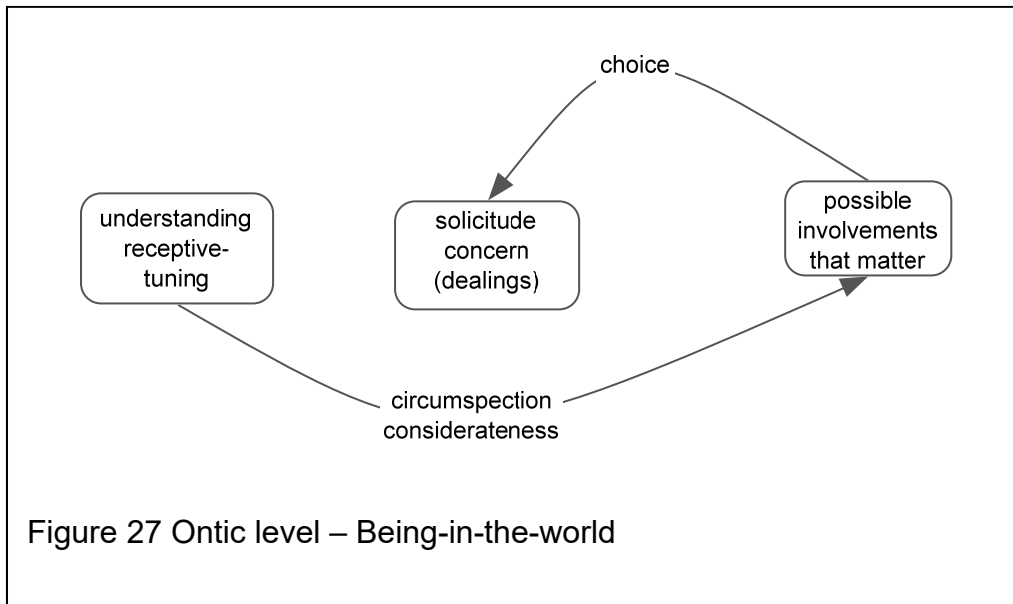 choice
understanding
receptive-
tuning
solicitude
concern
(dealings)
possible
involvements
that matter
circumspection
considerateness
Figure 27 Ontic level – Being-in-the-world